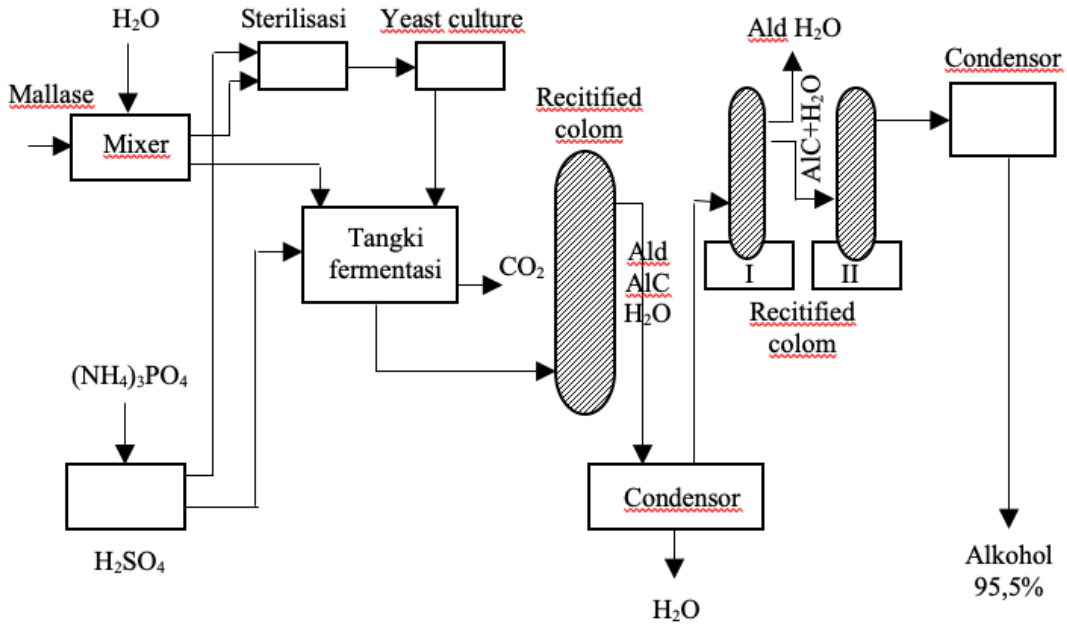 H₂O
Sterilisasi
Yeast culture
Mallase
Mixer
Tangki
fermentasi
CO₂
(NH₄)₃PO₄
H₂SO₄
Recitified
colom
Ald
AlC
H₂O
Condensor
H₂O
Ald H₂O
AlC+H₂O
I
II
Recitified
colom
Condensor
Alkohol
95,5%